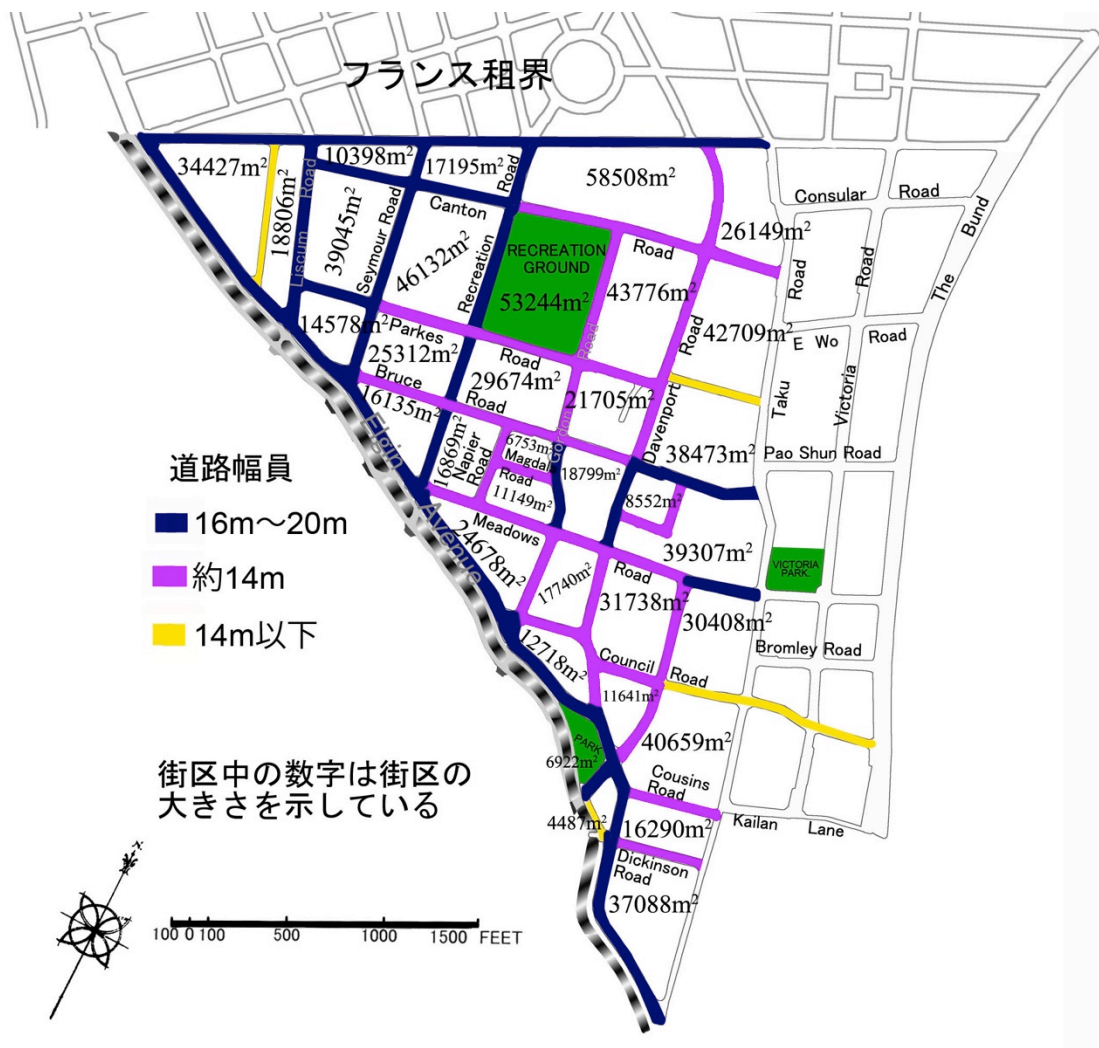 フランス租界
34427m²
18806m²
Liscum Road
10398m²
39045m²
Seymour Road
17195m²
Road
Recreation
Canton
Road
46132m²
58508m²
26149m²
RECREATION
GROUND
53244m²
43776m²
Road
42709m²
Consular Road
Road
Taku
Road
Victoria
The Bund
E Wo Road
14578m²
Parkes
Road
25312m²
Bruce
Road
29674m²
21705m²
Gordon
Road
Davenport
38473m²
Pao Shun Road
16135m²
16869m²
Napier
Road
6753m²
Magdal
Road
11149m²
18799m²
8552m²
39307m²
VICTORIA
PARK.
Elgin Avenue
Meadows
Road
24678m²
17740m²
31738m²
30408m²
Bromley Road
12718m²
Council Road
11641m²
40659m²
PARK
6922m²
4487m²
Cousins
Road
Kailan Lane
16290m²
Dickinson
Road
37088m²
道路幅員
16m～20m
約14m
14m以下
街区中の数字は街区の
大きさを示している
100 0 100 500 1000 1500 FEET